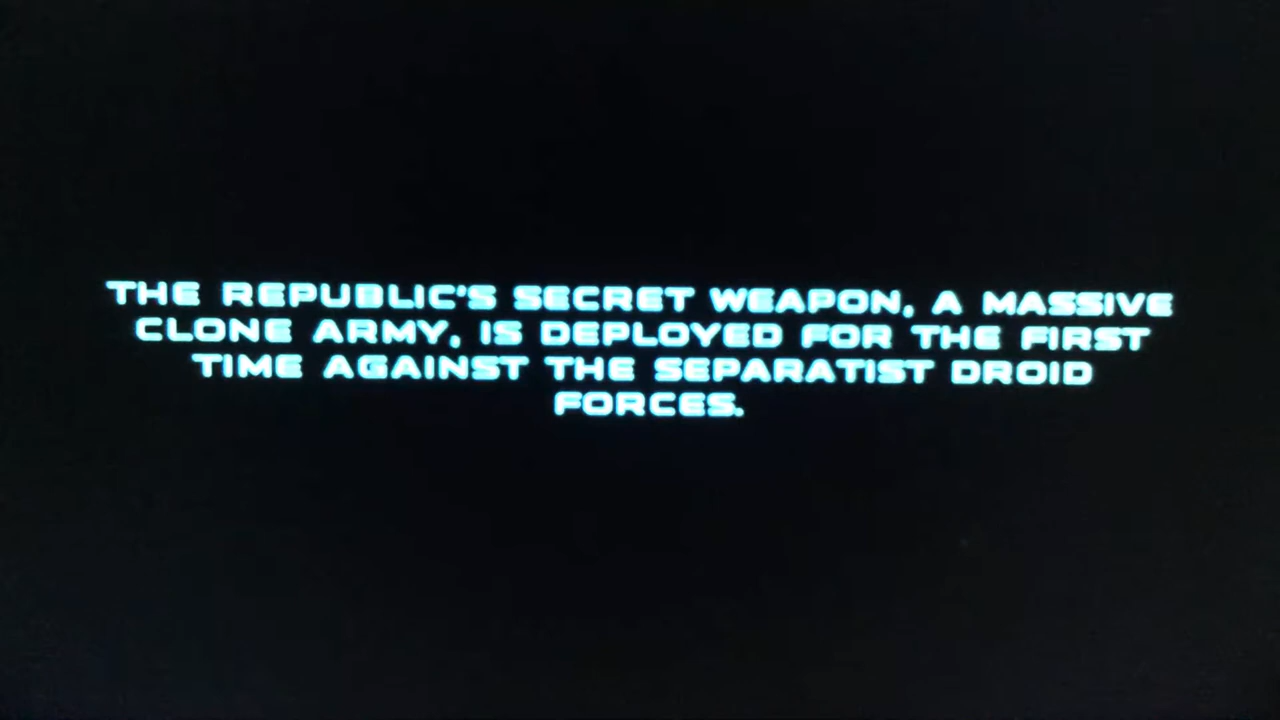 THE REPUBLIC'S SECRET WEAPON, A MASSIVE
CLONE ARMY, IS DEPLOYED FOR THE FIRST
TIME AGAINST THE SEPARATIST DROID
FORCES.